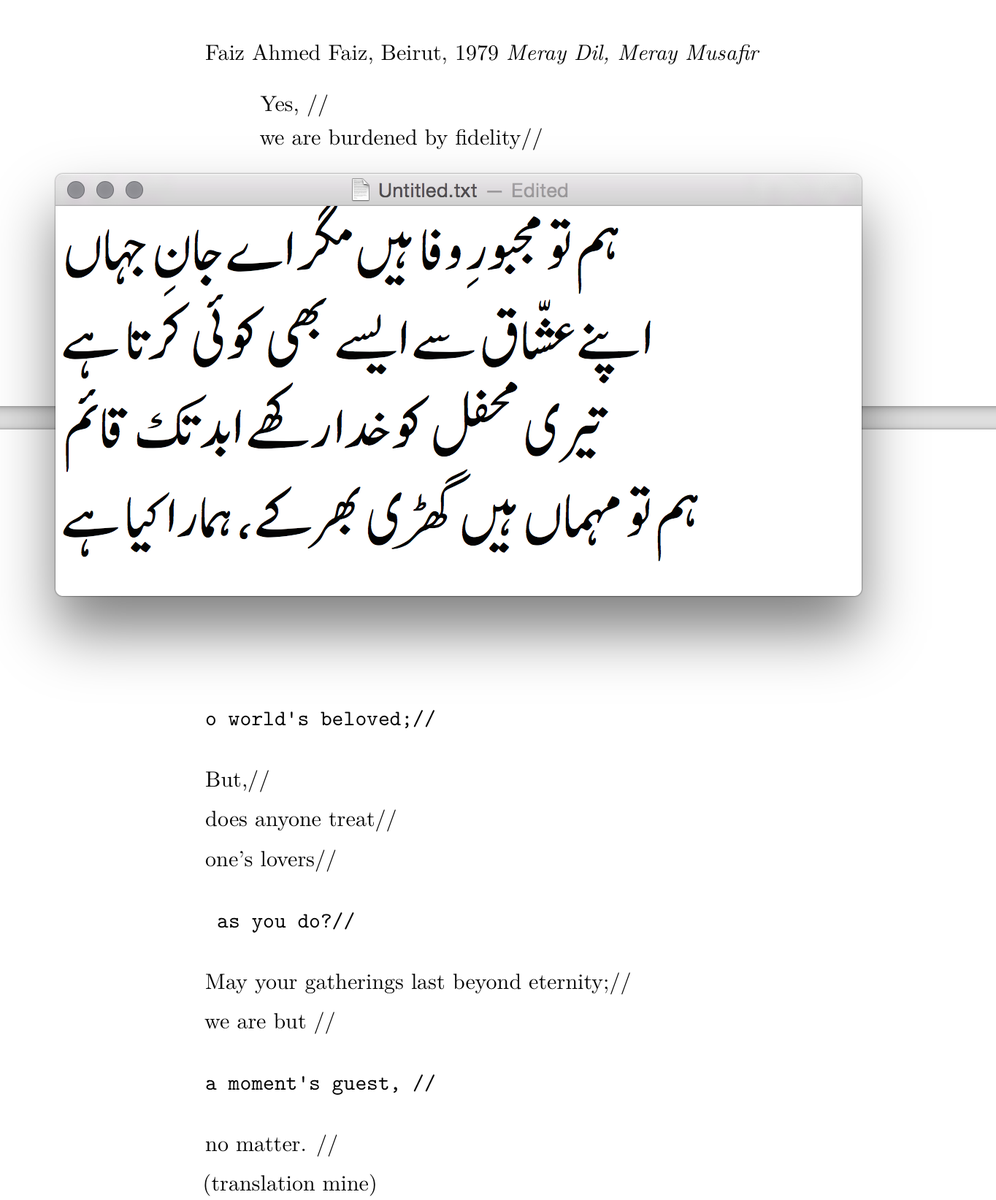 Faiz Ahmed Faiz, Beirut, 1979 Meray Dil, Meray Musafir
Yes, //
we are burdened by fidelity//
Untitled.txt — Edited
ہم تو مجبورِ وفا ہیں مگر اے جانِ جہاں
اپنے عشّاق سے ایسے بھی کوئی کرتا ہے
تیری محفل کو خدا رکھے ابد تک قائم
ہم تو مہماں ہیں گھڑی بھر کے، ہمارا کیا ہے
o world's beloved;//
But,//
does anyone treat//
one's lovers//
as you do?//
May your gatherings last beyond eternity;//
we are but //
a moment's guest, //
no matter. //
(translation mine)